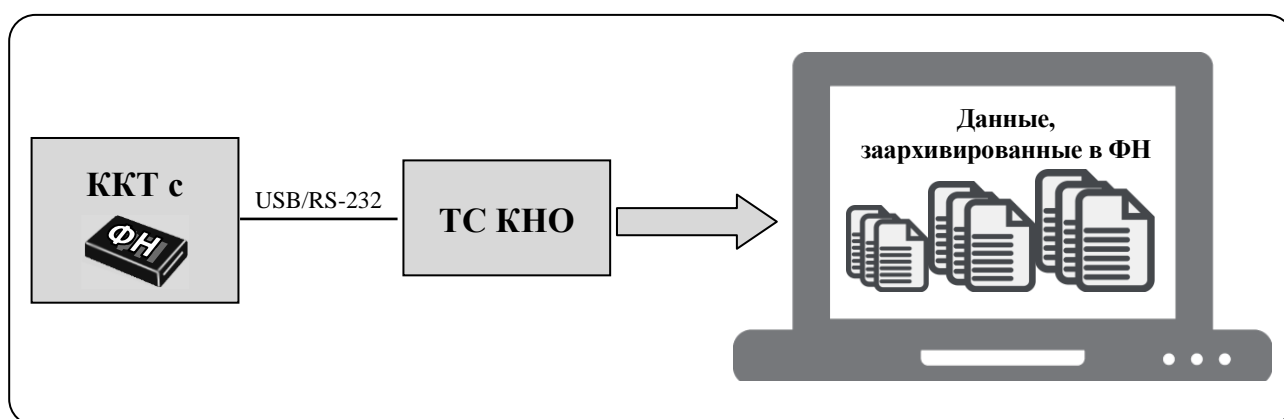 ККТ с
ФН
USB/RS-232
ТС КНО
Данные,
заархивированные в ФН